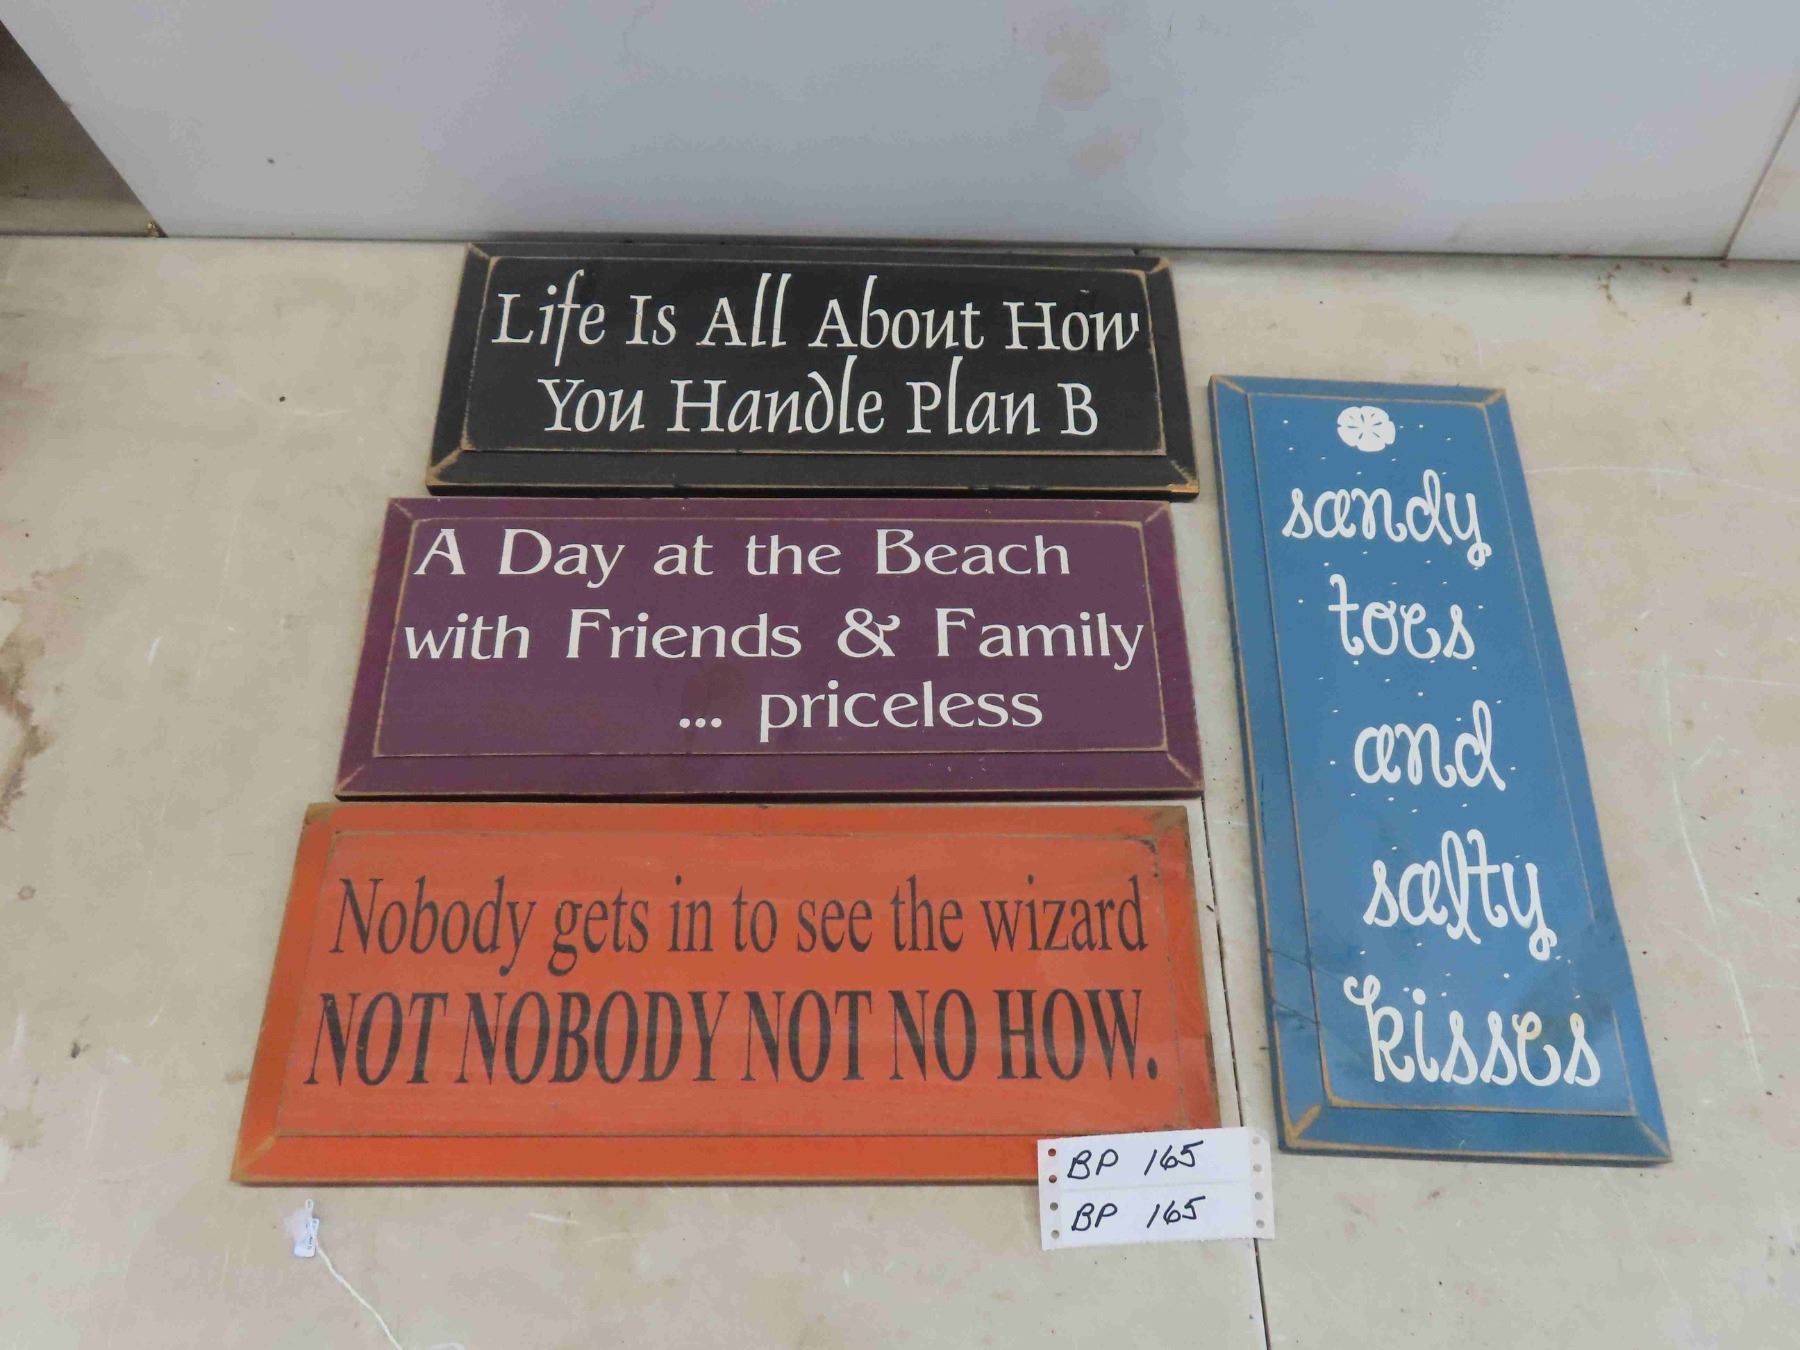 Life Is All About How
You Handle Plan B
A Day at the Beach
with Friends & Family
... priceless
Nobody gets in to see the wizard
NOT NOBODY NOT NO HOW.
sandy
toes
and
salty
kisses
BP 165
BP 165